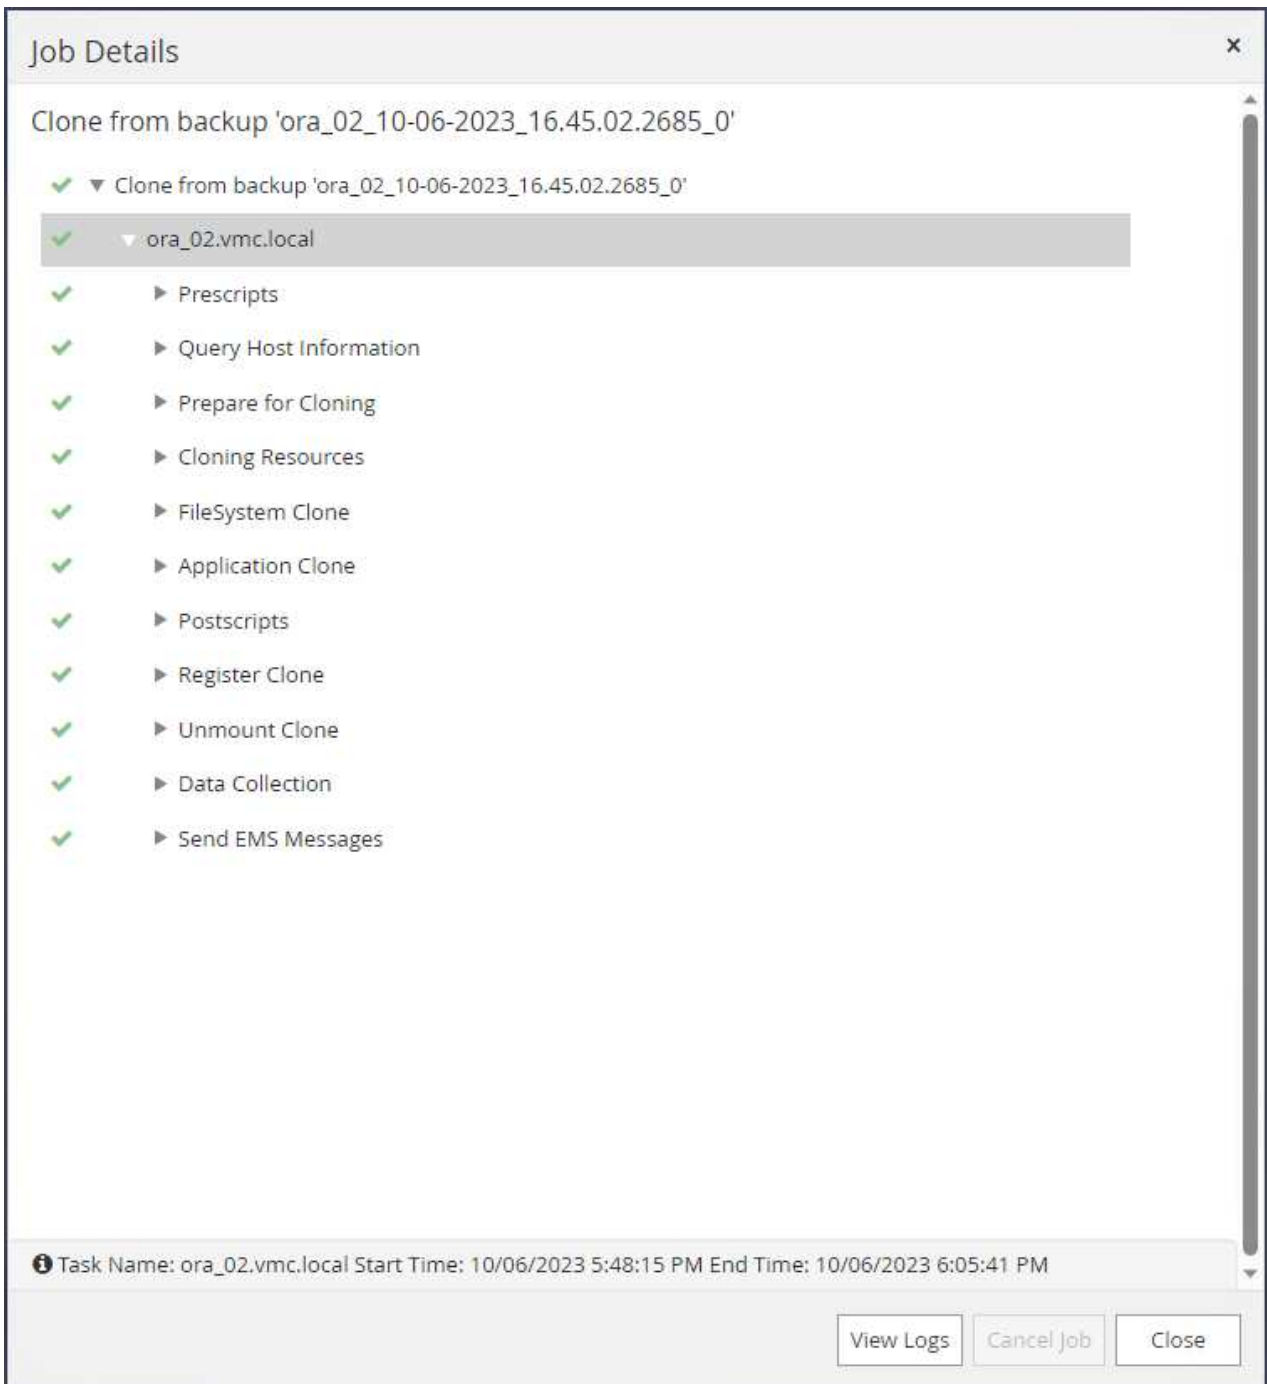 Job Details
Clone from backup 'ora_02_10-06-2023_16.45.02.2685_0'
Clone from backup 'ora_02_10-06-2023_16.45.02.2685_0'
ora_02.vmc.local
Prescripts
Query Host Information
Prepare for Cloning
Cloning Resources
FileSystem Clone
Application Clone
Postscripts
Register Clone
Unmount Clone
Data Collection
Send EMS Messages
Task Name: ora_02.vmc.local Start Time: 10/06/2023 5:48:15 PM End Time: 10/06/2023 6:05:41 PM
View Logs Cancel Job Close